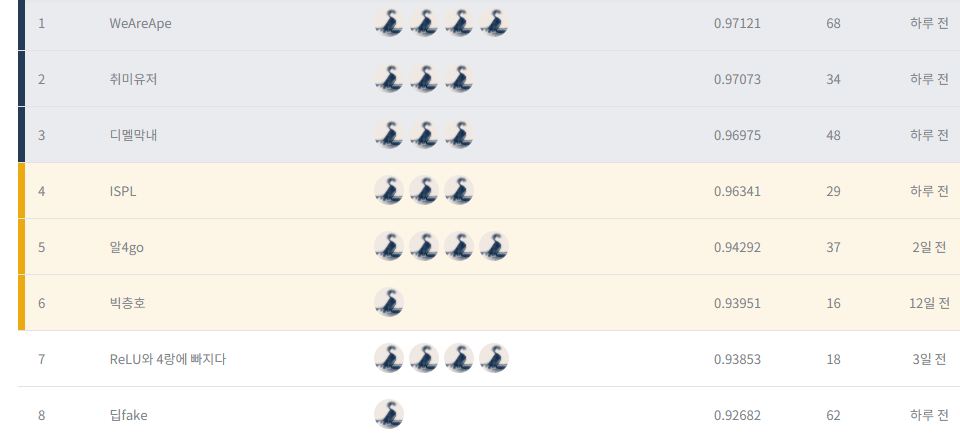 1 WeAreApe 0.97121 68 하루 전
2 취미유저 0.97073 34 하루 전
3 디멜막내 0.96975 48 하루 전
4 ISPL 0.96341 29 하루 전
5 알4go 0.94292 37 2일 전
6 빅층호 0.93951 16 12일 전
7 ReLU와 4랑에 빠지다 0.93853 18 3일 전
8 딥fake 0.92682 62 하루 전